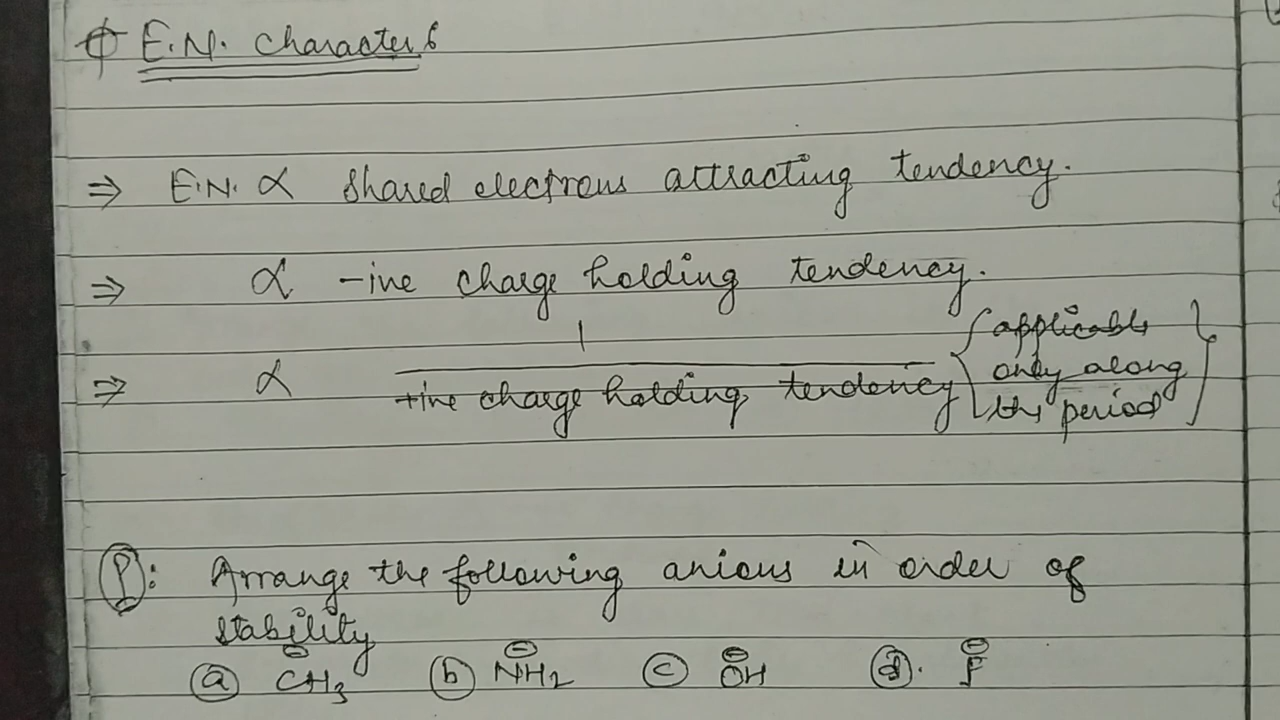 ⇒ E.N. Character
⇒ E.N. α shared electrons attracting tendency.
⇒ α -ive charge holding tendency.
⇒ α 1
+ive charge holding tendency {applicable
only along
the period}
(P): Arrange the following anions in order of
stability
(a) ⊖CH3 (b) ⊖NH2 (c) ⊖OH (d). ⊖F